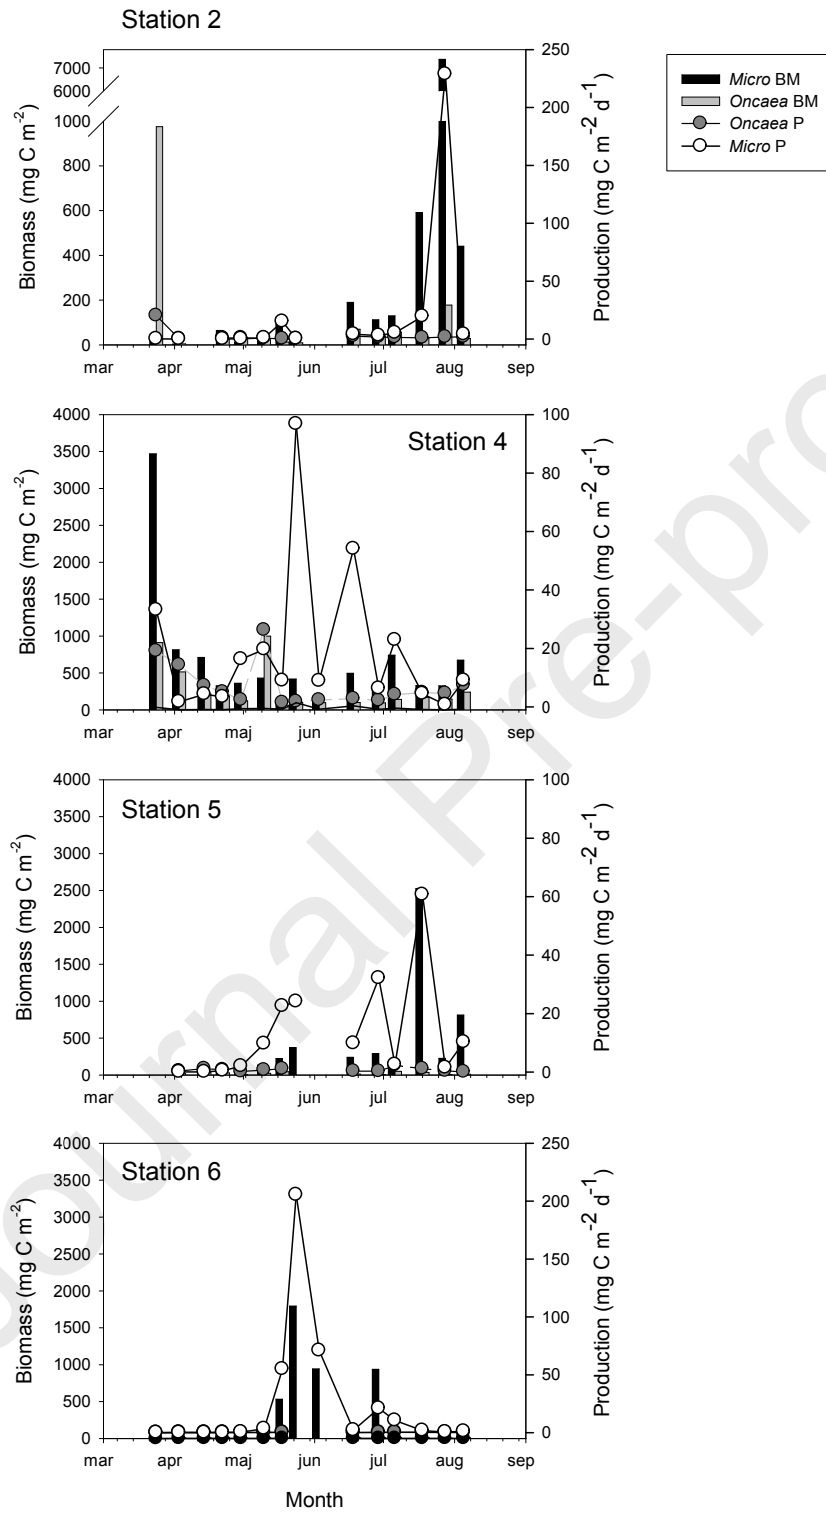 Station 2
Micro BM
Oncaea BM
Oncaea P
Micro P
Biomass (mg C m-2)
7000
6000
1000
800
600
400
200
0
250
200
150
100
50
0
Production (mg C m-2 d-1)
mar apr maj jun jul aug sep
Station 4
Biomass (mg C m-2)
4000
3500
3000
2500
2000
1500
1000
500
0
100
80
60
40
20
0
Production (mg C m-2 d-1)
mar apr maj jun jul aug sep
Station 5
Biomass (mg C m-2)
4000
3500
3000
2500
2000
1500
1000
500
0
100
80
60
40
20
0
Production (mg C m-2 d-1)
mar apr maj jun jul aug sep
Station 6
Biomass (mg C m-2)
4000
3500
3000
2500
2000
1500
1000
500
0
250
200
150
100
50
0
Production (mg C m-2 d-1)
mar apr maj jun jul aug sep
Month
Journal Pre-pro